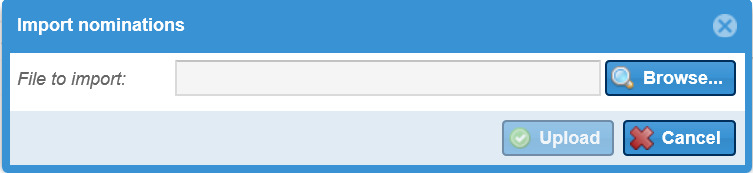 Import nominations
File to import:
Browse...
Upload
Cancel